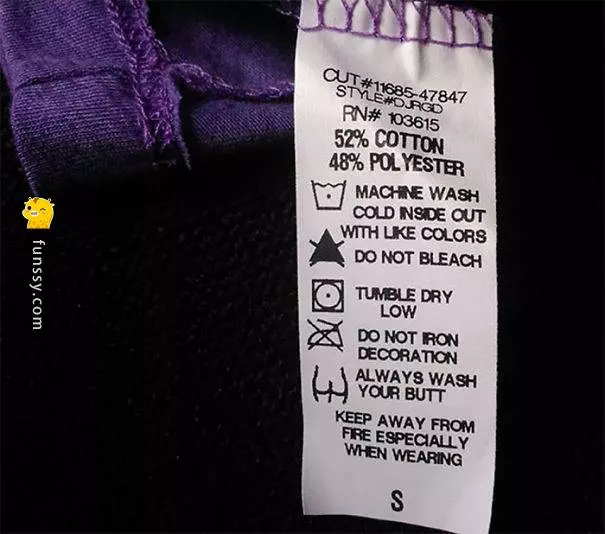 CUT#11685-47847
STYLE#DJRGD
RN# 103615
52% COTTON
48% POLYESTER
MACHINE WASH
COLD INSIDE OUT
WITH LIKE COLORS
DO NOT BLEACH
TUMBLE DRY
LOW
DO NOT IRON
DECORATION
ALWAYS WASH
YOUR BUTT
KEEP AWAY FROM
FIRE ESPECIALLY
WHEN WEARING
S
funssy.com